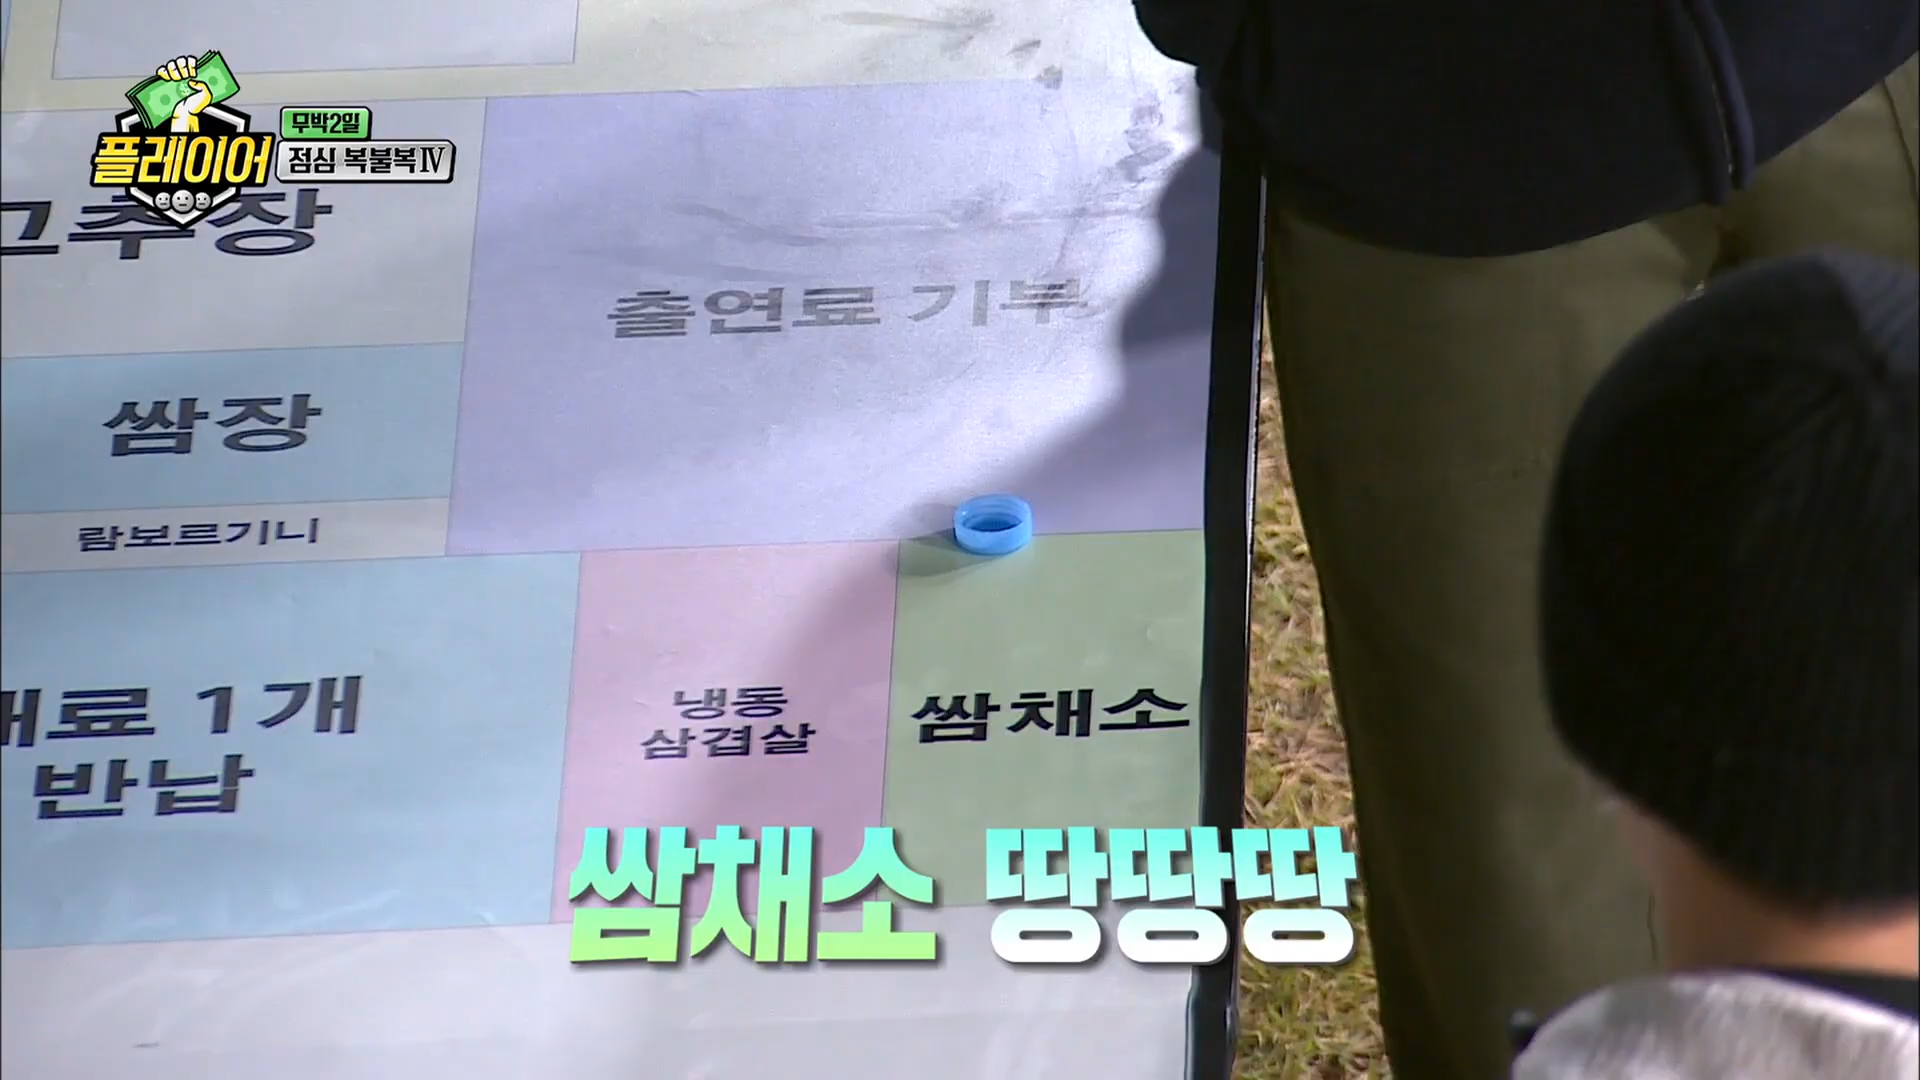 무박2일
플레이어
점심 복불복Ⅳ
고추장
출연료 기부
쌈장
람보르기니
재료 1개
반납
냉동
삼겹살
쌈채소
쌈채소 땅땅땅